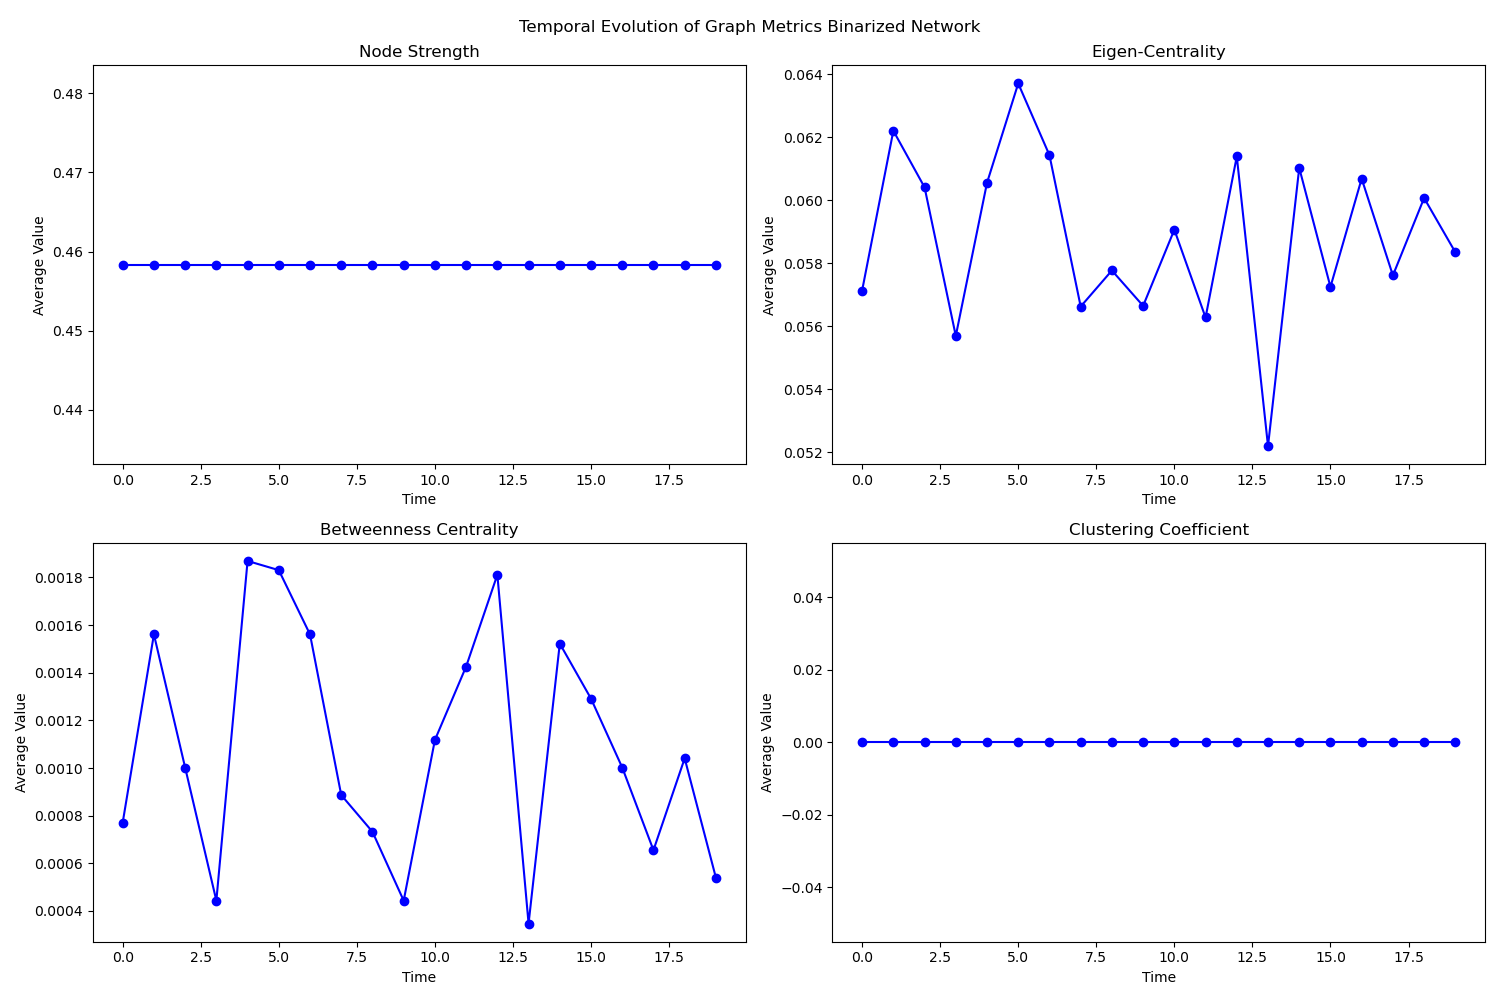 Temporal Evolution of Graph Metrics Binarized Network
Node Strength
0.48
0.47
0.46
0.45
0.44
Average Value
0.0 2.5 5.0 7.5 10.0 12.5 15.0 17.5
Time
Eigen-Centrality
0.064
0.062
0.060
0.058
0.056
0.054
0.052
Average Value
0.0 2.5 5.0 7.5 10.0 12.5 15.0 17.5
Time
Betweenness Centrality
0.0018
0.0016
0.0014
0.0012
0.0010
0.0008
0.0006
0.0004
Average Value
0.0 2.5 5.0 7.5 10.0 12.5 15.0 17.5
Time
Clustering Coefficient
0.04
0.02
0.00
−0.02
−0.04
Average Value
0.0 2.5 5.0 7.5 10.0 12.5 15.0 17.5
Time